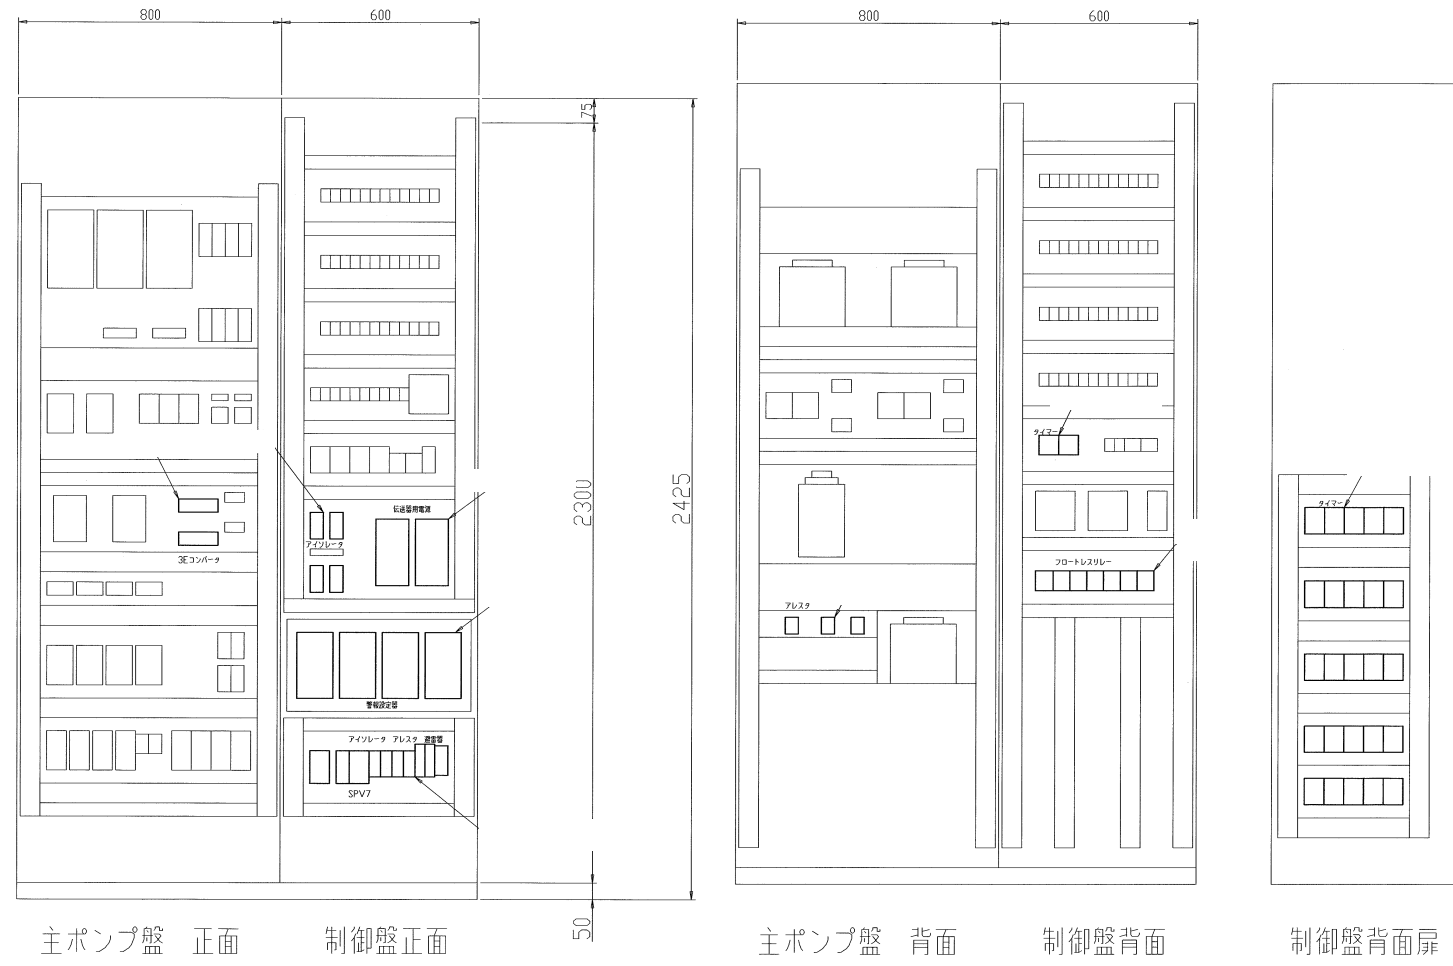 800
600
800
600
75
2300
2425
50
3Eコンバータ
伝送器用電源
アイソレータ
警報設定器
アイソレータ アレスタ 避雷器
SPV7
タイマー
フロートレスリレー
アレスタ
タイマー
主ポンプ盤 正面
制御盤正面
主ポンプ盤 背面
制御盤背面
制御盤背面扉